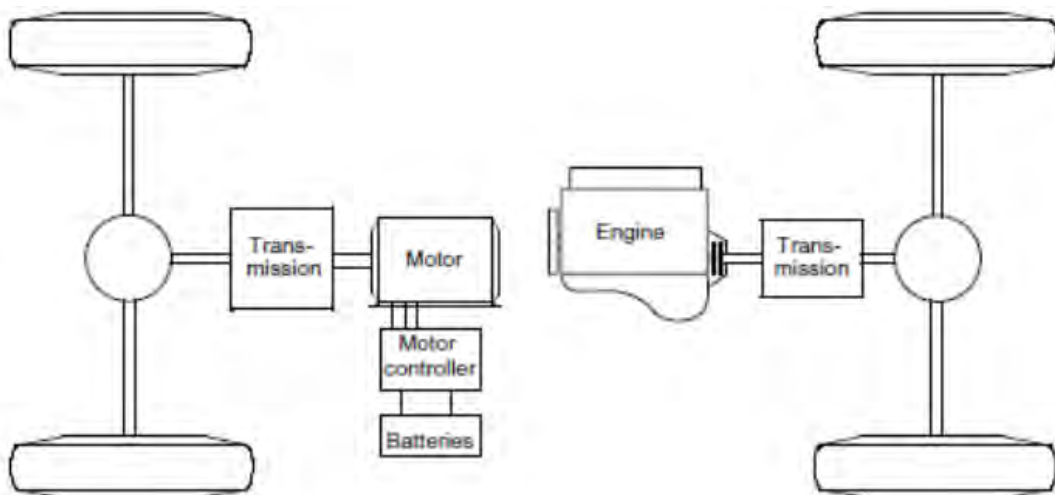 Trans-
mission
Motor
Motor
controller
Batteries
Engine
Trans-
mission